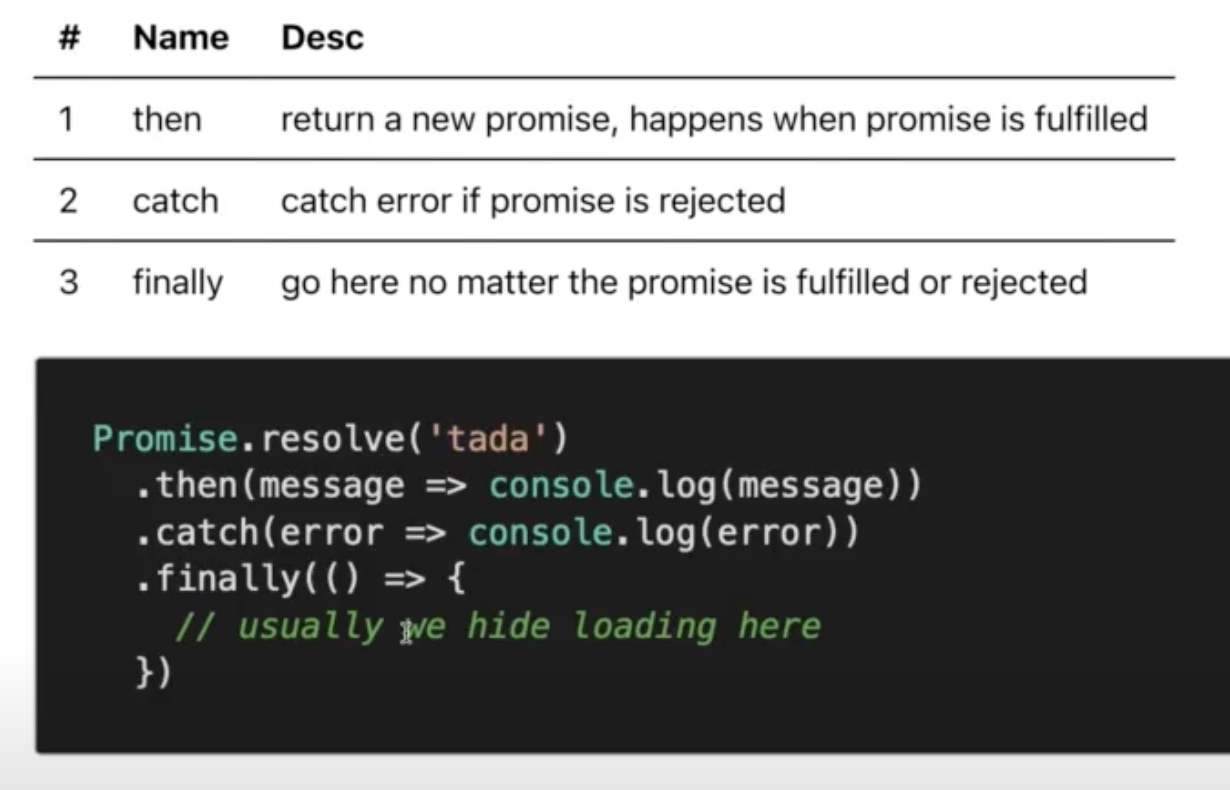 # Name Desc
1 then return a new promise, happens when promise is fulfilled
2 catch catch error if promise is rejected
3 finally go here no matter the promise is fulfilled or rejected
Promise.resolve('tada')
.then(message => console.log(message))
.catch(error => console.log(error))
.finally(() => {
// usually we hide loading here
})